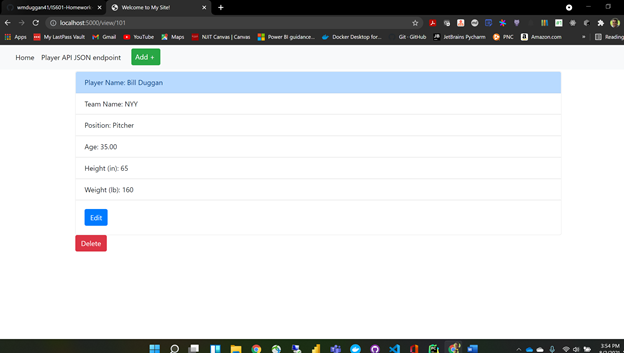 wmduggan41/IS601-Homework-
Welcome to My Site!
localhost:5000/view/101
Apps My LastPass Vault Gmail YouTube Maps NJIT Canvas | Canvas Power BI guidance... Docker Desktop for... Git · GitHub JetBrains Pycharm PNC Amazon.com » Reading
Home Player API JSON endpoint Add +
Player Name: Bill Duggan
Team Name: NYY
Position: Pitcher
Age: 35.00
Height (in): 65
Weight (lb): 160
Edit
Delete
3:54 PM